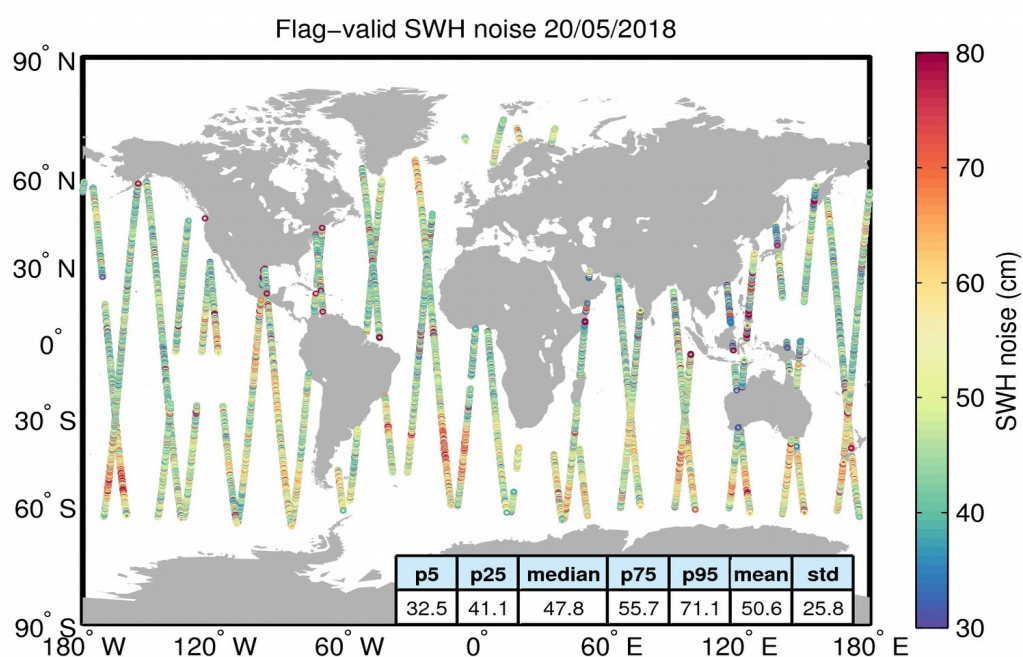 Flag−valid SWH noise 20/05/2018
90° N
60° N
30° N
0°
30° S
60° S
90° S
180° W
120° W
60° W
0°
60° E
120° E
180° E
p5 p25 median p75 p95 mean std
32.5 41.1 47.8 55.7 71.1 50.6 25.8
80
70
60
50
40
30
SWH noise (cm)